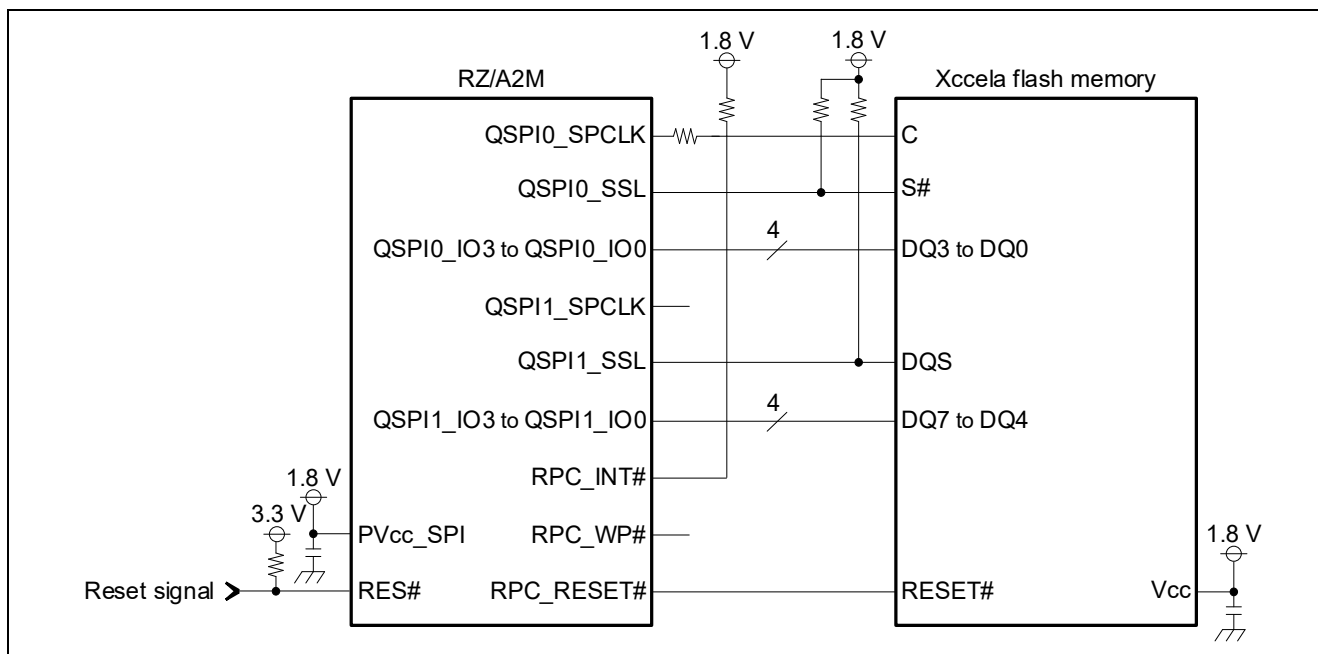 1.8 V
1.8 V
RZ/A2M
Xccela flash memory
QSPI0_SPCLK
C
QSPI0_SSL
S#
QSPI0_IO3 to QSPI0_IO0
4
DQ3 to DQ0
QSPI1_SPCLK
QSPI1_SSL
DQS
QSPI1_IO3 to QSPI1_IO0
4
DQ7 to DQ4
RPC_INT#
1.8 V
3.3 V
PVcc_SPI
RPC_WP#
1.8 V
Reset signal
RES#
RPC_RESET#
RESET#
Vcc